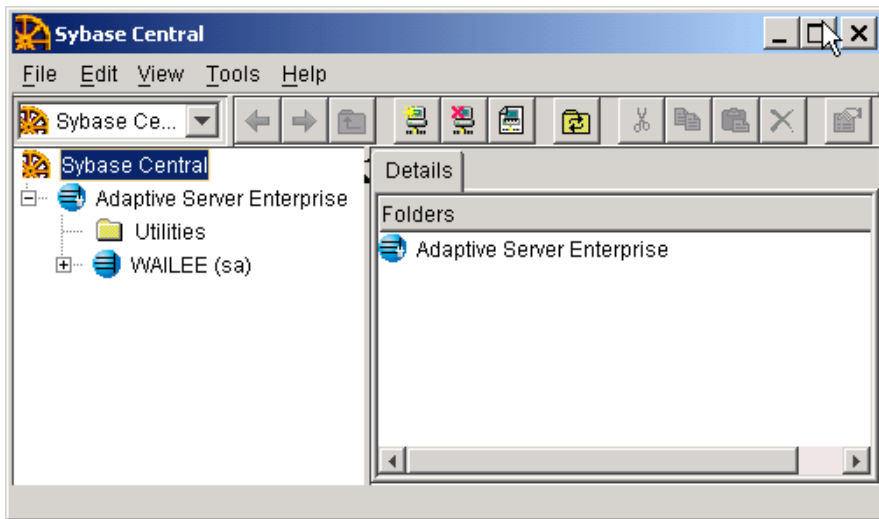 Sybase Central
File Edit View Tools Help
Sybase Ce...
Sybase Central
Adaptive Server Enterprise
Utilities
WAILEE (sa)
Details
Folders
Adaptive Server Enterprise